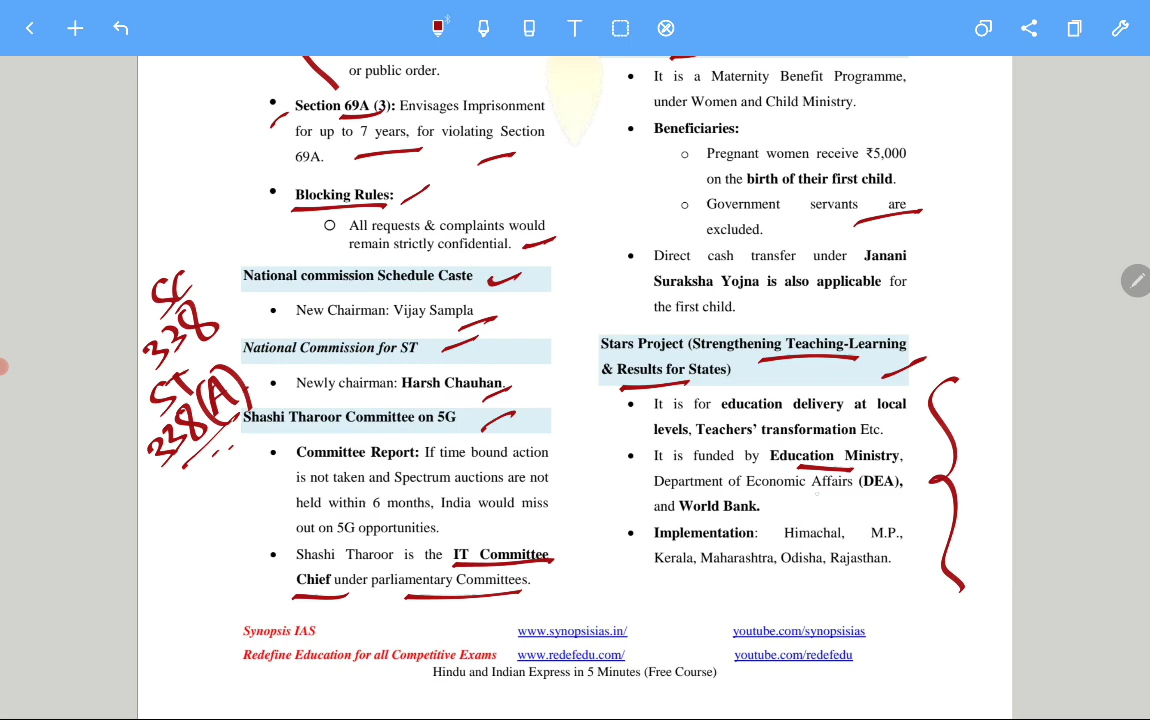 or public order.
• Section 69A (3): Envisages Imprisonment
for up to 7 years, for violating Section
69A.
• Blocking Rules:
○ All requests & complaints would
remain strictly confidential.
National commission Schedule Caste
• New Chairman: Vijay Sampla
National Commission for ST
• Newly chairman: Harsh Chauhan.
Shashi Tharoor Committee on 5G
• Committee Report: If time bound action
is not taken and Spectrum auctions are not
held within 6 months, India would miss
out on 5G opportunities.
• Shashi Tharoor is the IT Committee
Chief under parliamentary Committees.
SC
338
ST
338(A)
• It is a Maternity Benefit Programme,
under Women and Child Ministry.
• Beneficiaries:
○ Pregnant women receive ₹5,000
on the birth of their first child.
○ Government servants are
excluded.
• Direct cash transfer under Janani
Suraksha Yojna is also applicable for
the first child.
Stars Project (Strengthening Teaching-Learning
& Results for States)
• It is for education delivery at local
levels, Teachers' transformation Etc.
• It is funded by Education Ministry,
Department of Economic Affairs (DEA),
and World Bank.
• Implementation: Himachal, M.P.,
Kerala, Maharashtra, Odisha, Rajasthan.
Synopsis IAS www.synopsisias.in/ youtube.com/synopsisias
Redefine Education for all Competitive Exams www.redefedu.com/ youtube.com/redefedu
Hindu and Indian Express in 5 Minutes (Free Course)